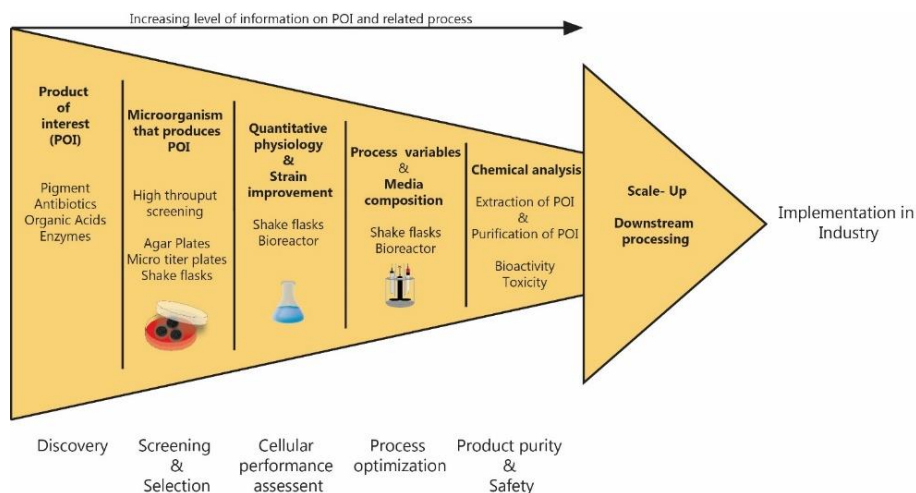 Increasing level of information on POI and related process
Product
of
interest
(POI)
Pigment
Antibiotics
Organic Acids
Enzymes
Microorganism
that produces
POI
High throuput
screening
Agar Plates
Micro titer plates
Shake flasks
Quantitative
physiology
&
Strain
improvement
Shake flasks
Bioreactor
Process variables
&
Media
composition
Shake flasks
Bioreactor
Chemical analysis
Extraction of POI
&
Purification of POI
Bioactivity
Toxicity
Scale- Up
Downstream
processing
Implementation in
Industry
Discovery
Screening
&
Selection
Cellular
performance
assessent
Process
optimization
Product purity
&
Safety